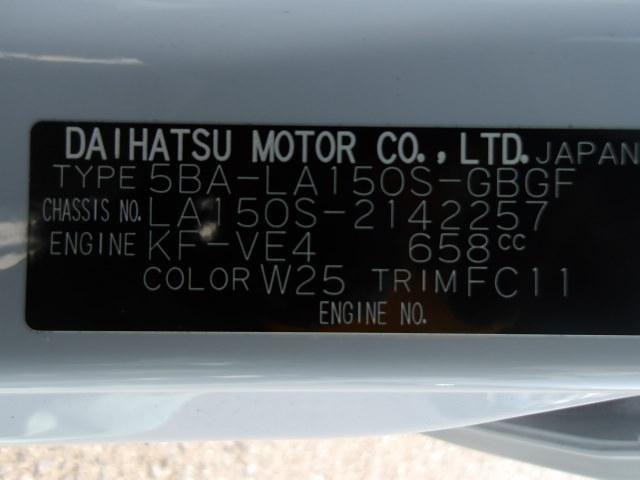 DAIHATSU MOTOR CO., LTD. JAPAN
TYPE 5BA-LA150S-GBGF
CHASSIS NO. LA150S-2142257
ENGINE KF-VE4 658cc
COLOR W25 TRIM FC11
ENGINE NO.